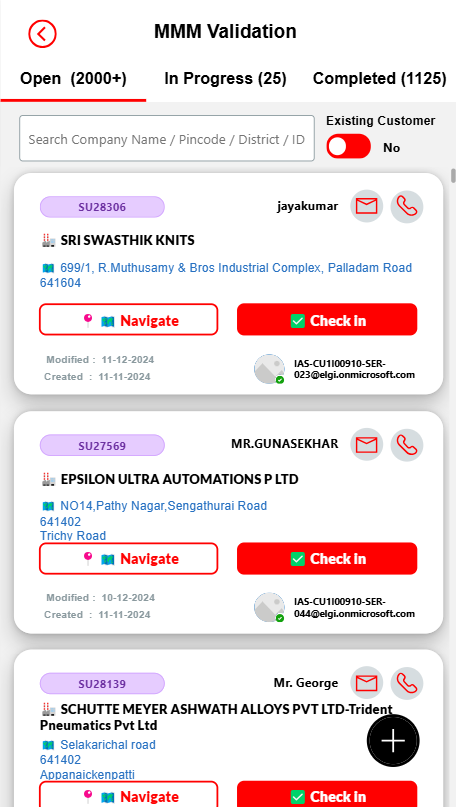 MMM Validation
Open (2000+)
In Progress (25)
Completed (1125)
Search Company Name / Pincode / District / ID
Existing Customer
No
SU28306
jayakumar
SRI SWASTHIK KNITS
699/1, R.Muthusamy & Bros Industrial Complex, Palladam Road
641604
Navigate
Check In
Modified : 11-12-2024
Created : 11-11-2024
IAS-CU1I00910-SER-
023@elgi.onmicrosoft.com
SU27569
MR.GUNASEKHAR
EPSILON ULTRA AUTOMATIONS P LTD
NO14,Pathy Nagar,Sengathurai Road
641402
Trichy Road
Navigate
Check In
Modified : 10-12-2024
Created : 11-11-2024
IAS-CU1I00910-SER-
044@elgi.onmicrosoft.com
SU28139
Mr. George
SCHUTTE MEYER ASHWATH ALLOYS PVT LTD-Trident
Pneumatics Pvt Ltd
Selakarichal road
641402
Appanaickenpatti
Navigate
Check In